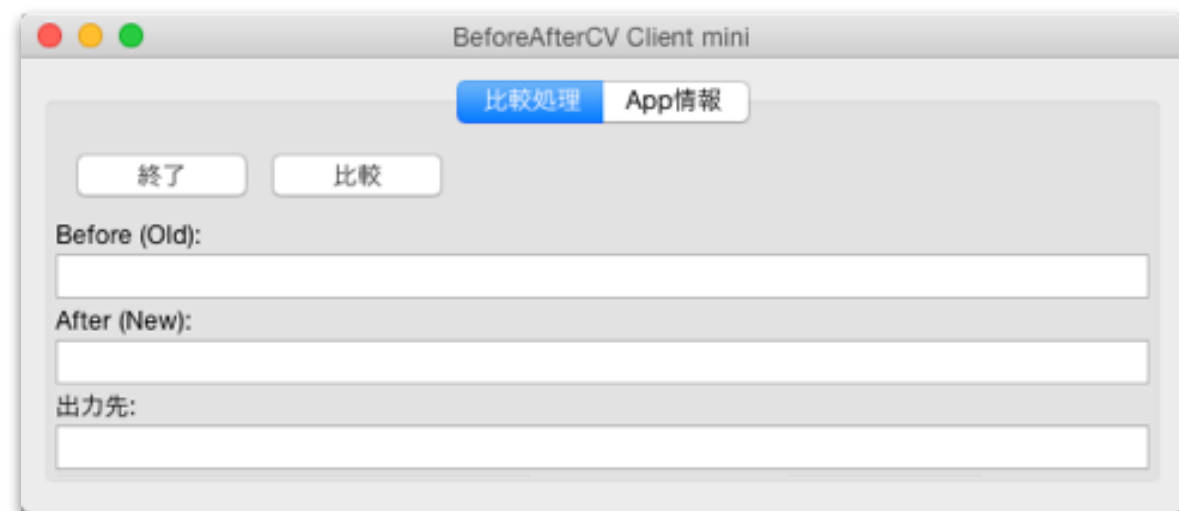 BeforeAfterCV Client mini
比較処理 App情報
終了 比較
Before (Old):
After (New):
出力先: